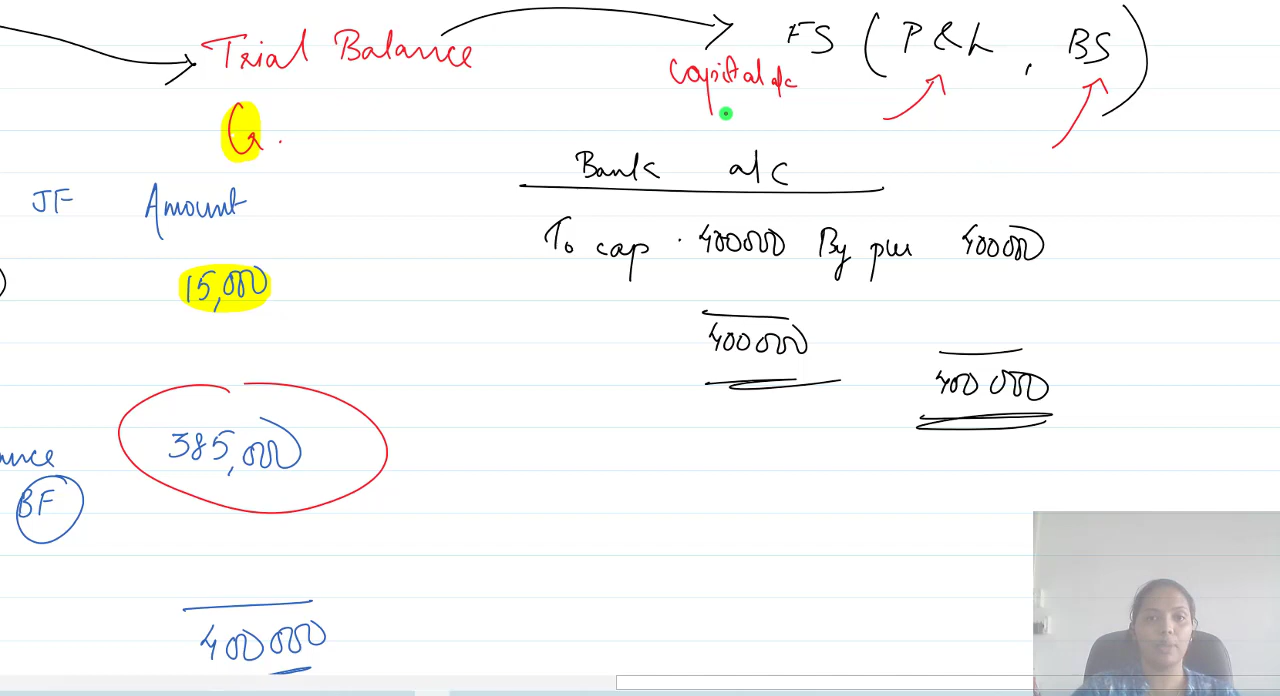 Trial Balance
FS (P&L, BS)
Capital a/c
Cr.
Bank a/c
JF Amount
To cap. 400000 By pur 400000
15,000
400000
400000
385,000
BF
400000